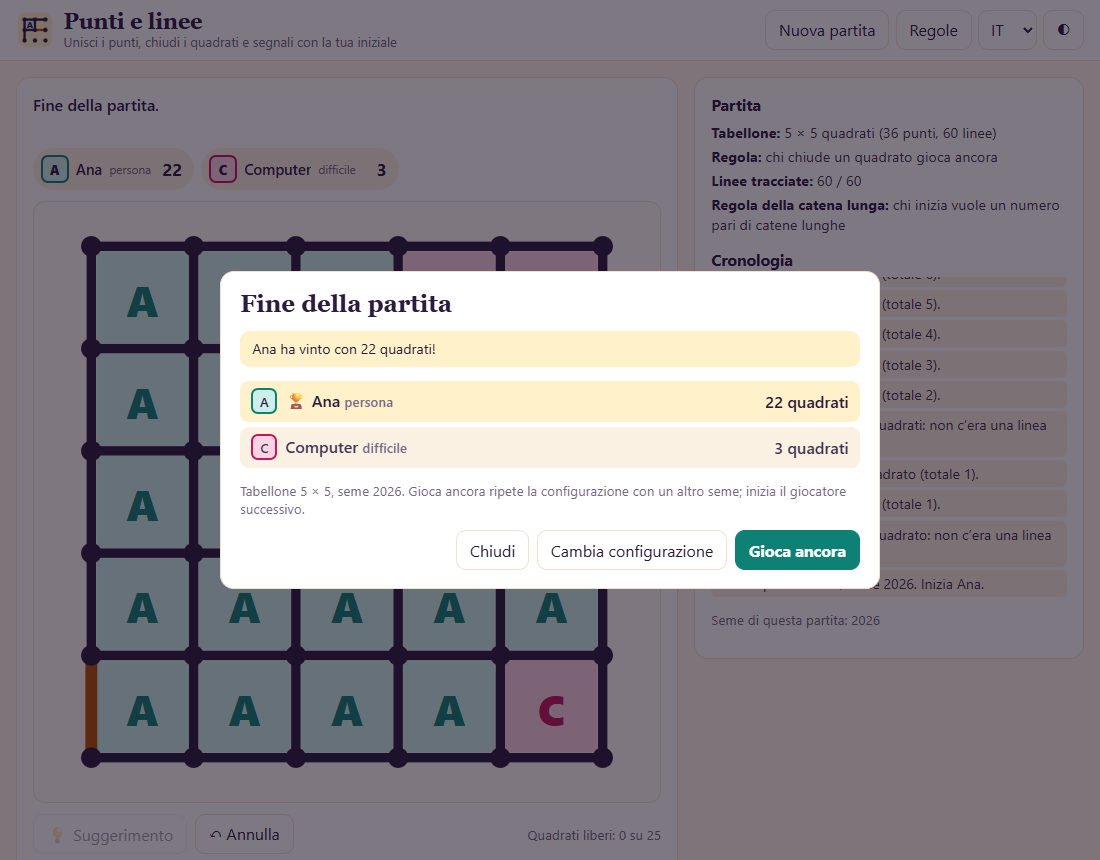 Punti e linee
Unisci i punti, chiudi i quadrati e segnali con la tua iniziale
Nuova partita
Regole
IT
Fine della partita.
A Ana persona 22
C Computer difficile 3
Partita
Tabellone: 5 × 5 quadrati (36 punti, 60 linee)
Regola: chi chiude un quadrato gioca ancora
Linee tracciate: 60 / 60
Regola della catena lunga: chi inizia vuole un numero
pari di catene lunghe
Cronologia
(totale 5).
(totale 4).
(totale 3).
(totale 2).
non c'era una linea
(totale 1).
(totale 1).
non c'era una linea
2026. Inizia Ana.
Seme di questa partita: 2026
A
A
A
Fine della partita
Ana ha vinto con 22 quadrati!
A Ana persona 22 quadrati
C Computer difficile 3 quadrati
Tabellone 5 × 5, seme 2026. Gioca ancora ripete la configurazione con un altro seme; inizia il giocatore
successivo.
Chiudi
Cambia configurazione
Gioca ancora
A A A A A
A A A A C
Suggerimento
Annulla
Quadrati liberi: 0 su 25